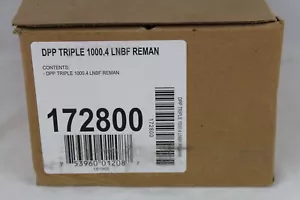 DPP TRIPLE 1000.4 LNBF REMAN
CONTENTS:
- DPP TRIPLE 1000.4 LNBF REMAN
172800
53960 01208
172800